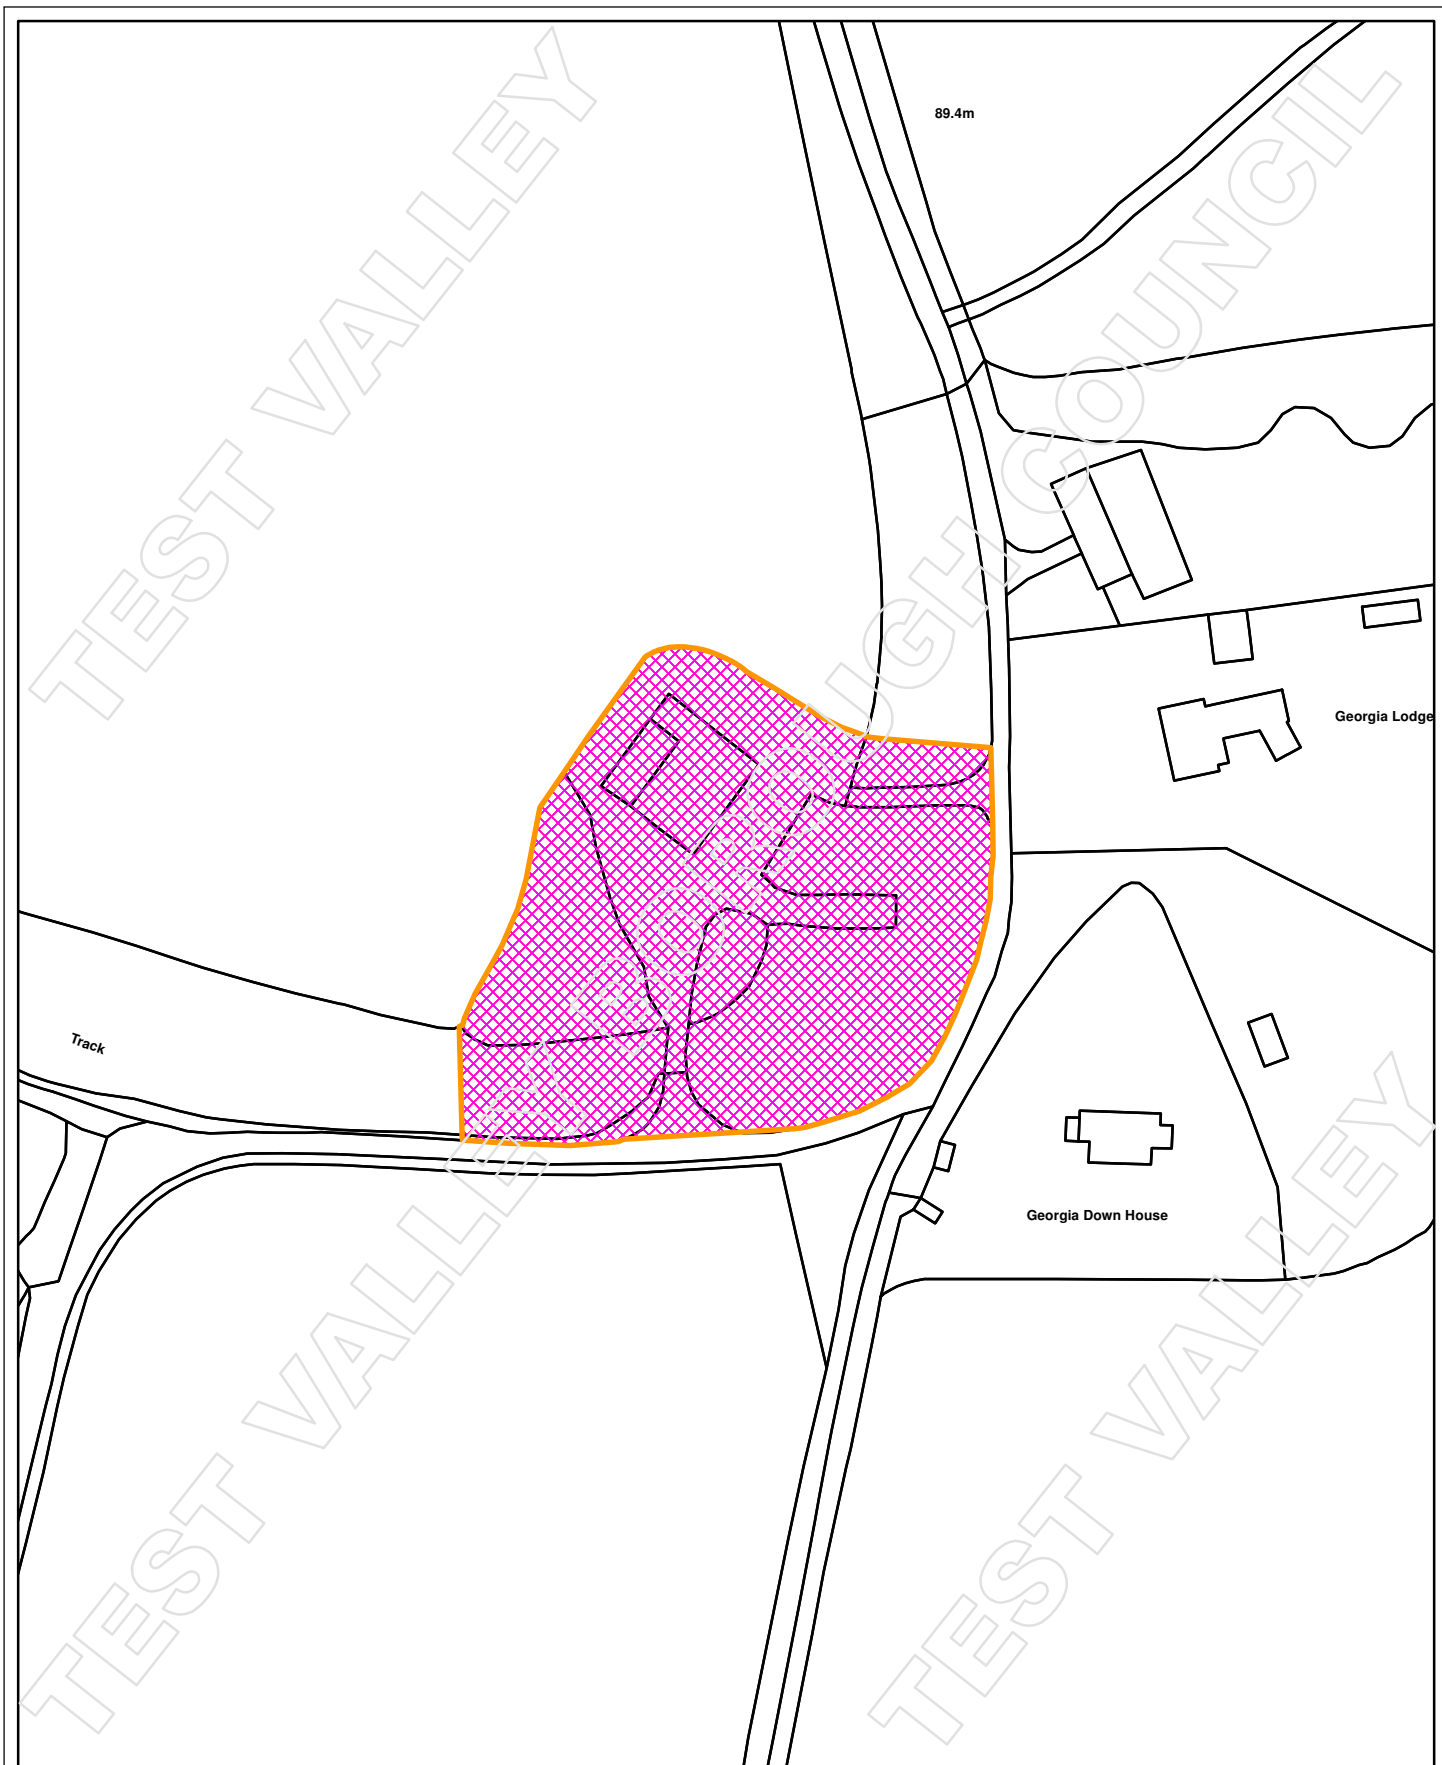 TEST VALLEY
BOROUGH COUNCIL
89.4m
Georgia Lodge
Track
Georgia Down House
TEST VALLEY
TEST VALLEY